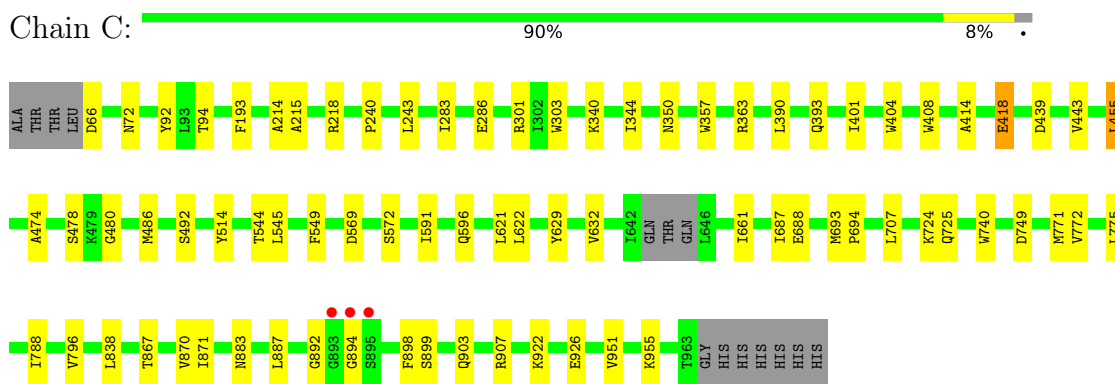 Chain C:
90% 8% •
ALA THR THR LEU D66 N72 Y92 L93 T94 F193 A214 A215 R218 P240 L243 I283 E286 R301 I302 W303 K340 I344 N350 W357 R363 L390 Q393 I401 W404 W408 A414 E418 D439 V443 L455
A474 S478 K479 G480 M486 S492 Y514 T544 L545 F549 D569 S572 I591 Q596 L621 L622 Y629 V632 I642 GLN THR GLN L646 I661 I687 E688 M693 P694 L707 K724 Q725 W740 D749 M771 V772 L775
I788 V796 L838 T867 V870 I871 N883 L887 G892 G893 G894 S895 F898 S899 Q903 R907 K922 E926 V951 K955 T963 GLY HIS HIS HIS HIS HIS HIS